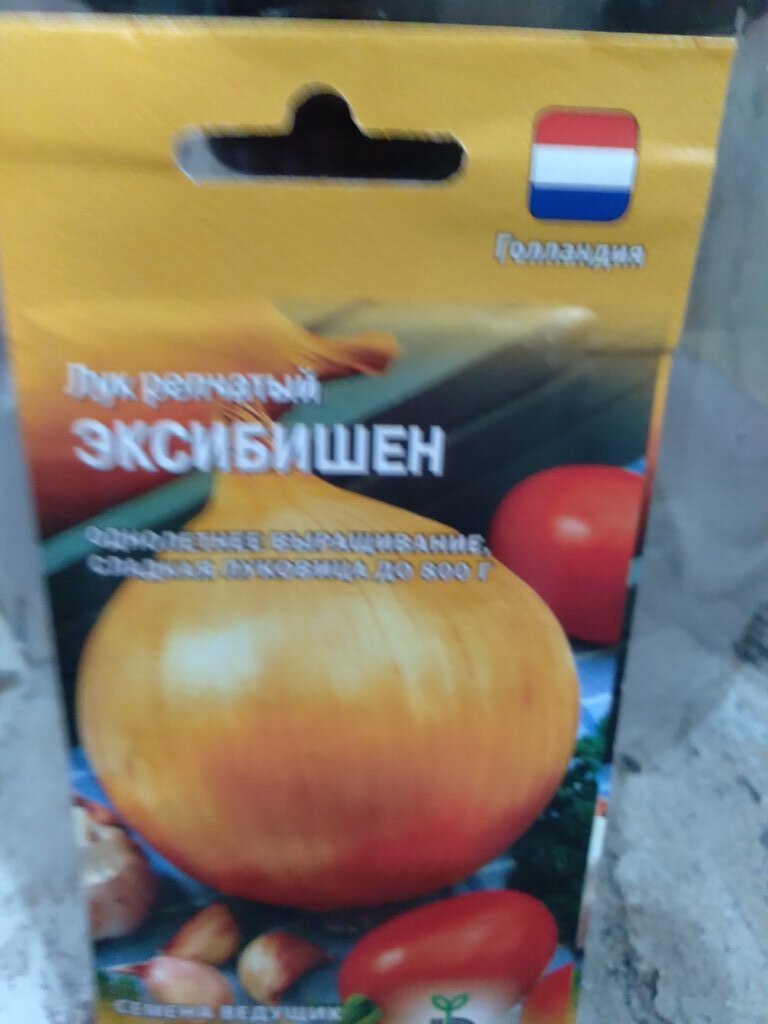 Голландия
Лук репчатый
ЭКСИБИШЕН
ОДНОЛЕТНЕЕ ВЫРАЩИВАНИЕ,
СЛАДКАЯ ЛУКОВИЦА ДО 800 Г
СЕМЕНА ВЕДУЩИХ